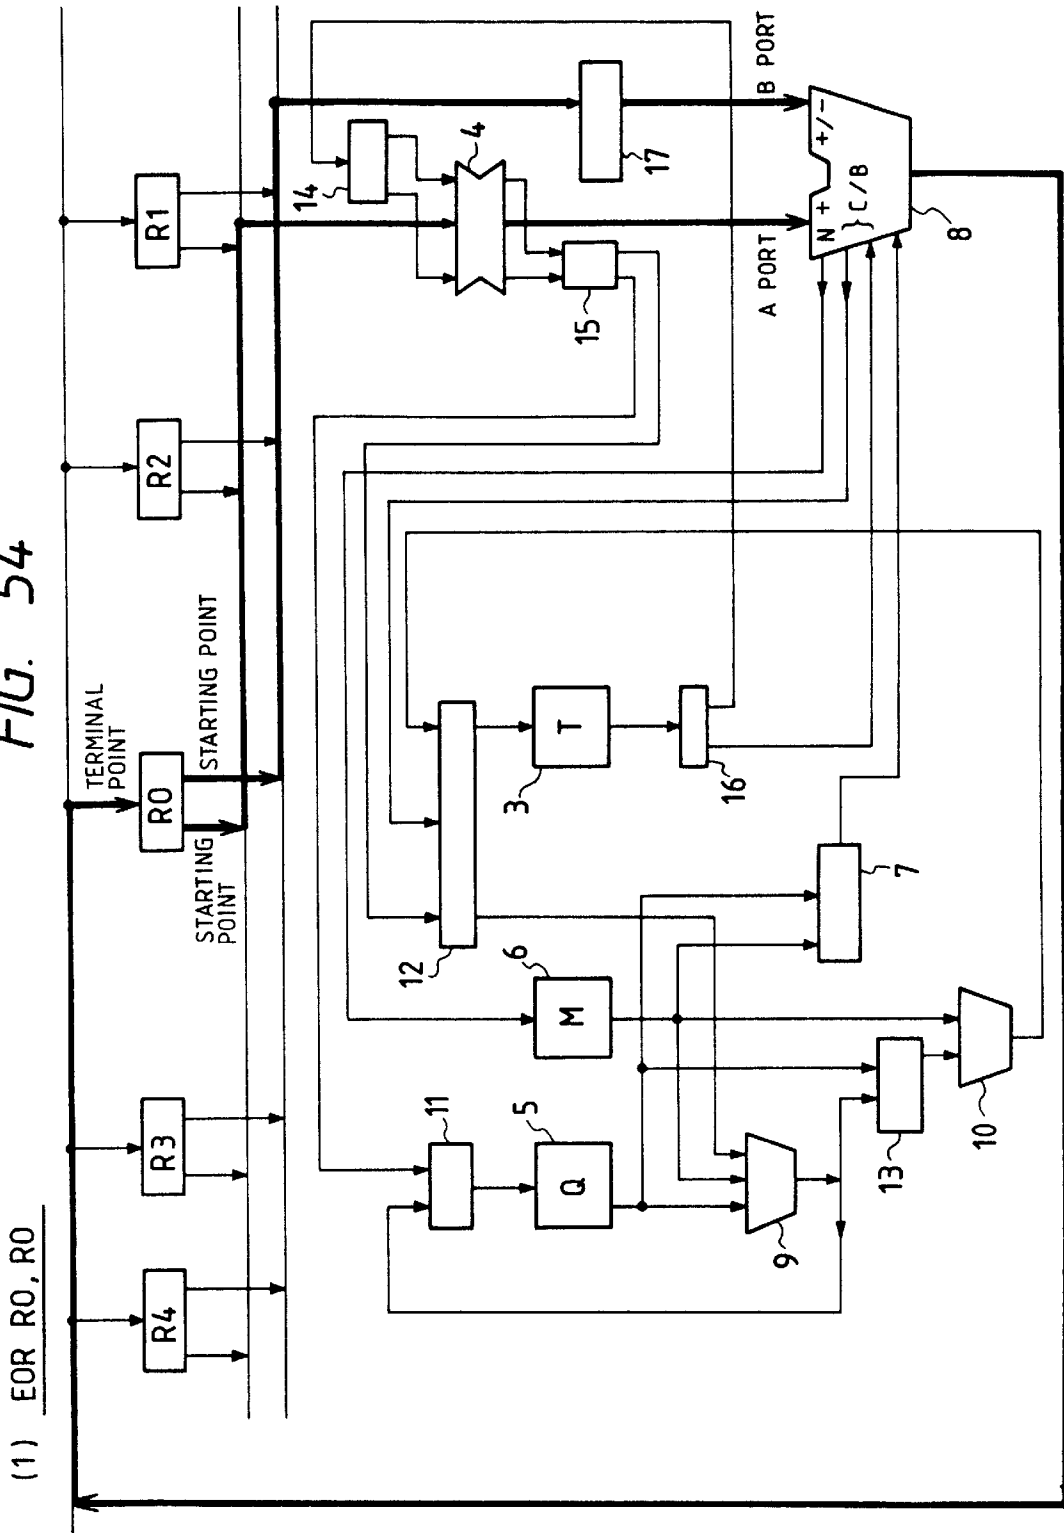 FIG. 54
(1) EOR R0, R0
TERMINAL
POINT
R4
R3
R0
R2
R1
STARTING
POINT
STARTING POINT
11
12
14
4
5
Q
6
M
3
T
15
17
16
9
13
7
10
A PORT
B PORT
N + +/-
} C/B
8